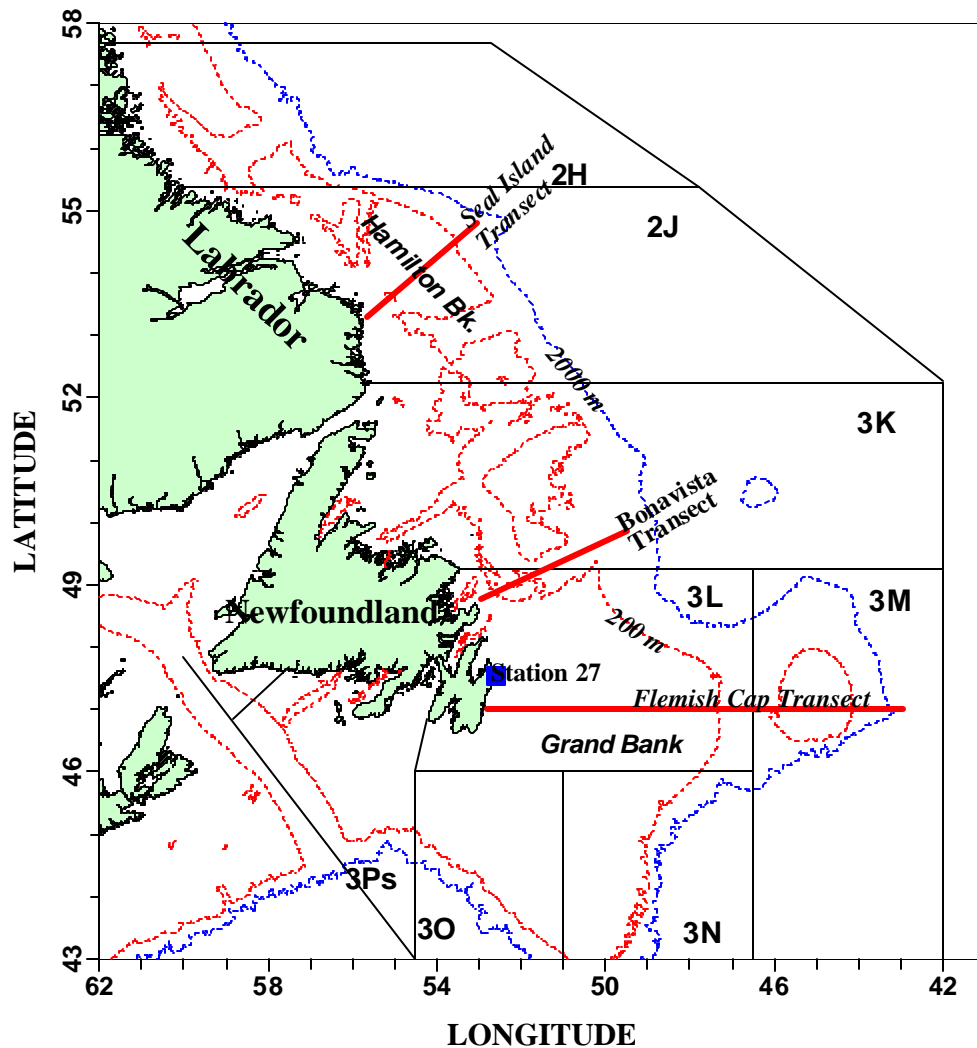 58
55
52
49
46
43
LATITUDE
62
58
54
50
46
42
LONGITUDE
2H
Seal Island
Transect
2J
Hamilton Bk.
Labrador
2000 m
3K
Bonavista
Transect
3L
3M
Newfoundland
200 m
Station 27
Flemish Cap Transect
Grand Bank
3Ps
3O
3N